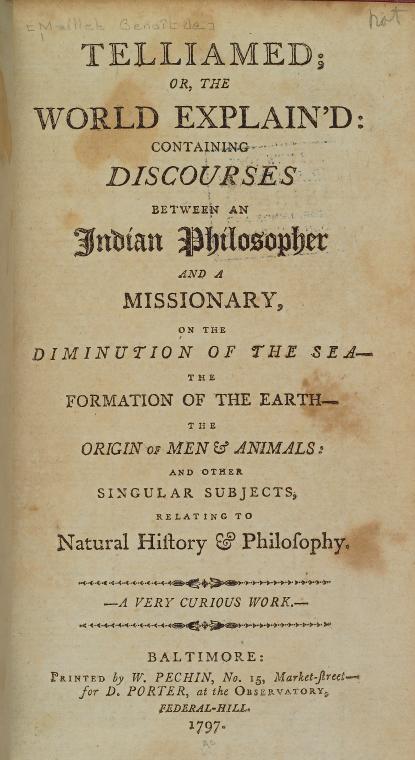 [Maillet Benoît de]
TELLIAMED;
OR, THE
WORLD EXPLAIN'D:
CONTAINING
DISCOURSES
BETWEEN AN
Indian Philosopher
AND A
MISSIONARY,
ON THE
DIMINUTION OF THE SEA—
THE
FORMATION OF THE EARTH—
THE
ORIGIN OF MEN & ANIMALS:
AND OTHER
SINGULAR SUBJECTS,
RELATING TO
Natural Hiſtory & Philoſophy.
—A VERY CURIOUS WORK.—
BALTIMORE:
PRINTED by W. PECHIN, No. 15, Market-ſtreet—
for D. PORTER, at the OBSERVATORY,
FEDERAL-HILL.
1797.